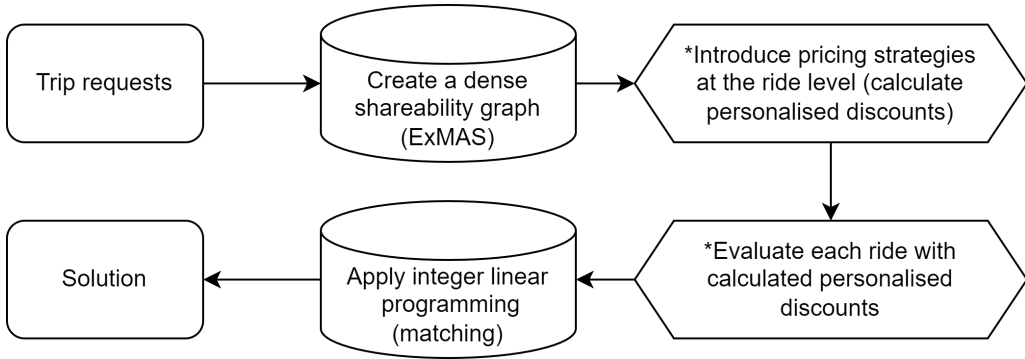 Trip requests
Create a dense
shareability graph
(ExMAS)
*Introduce pricing strategies
at the ride level (calculate
personalised discounts)
*Evaluate each ride with
calculated personalised
discounts
Apply integer linear
programming
(matching)
Solution